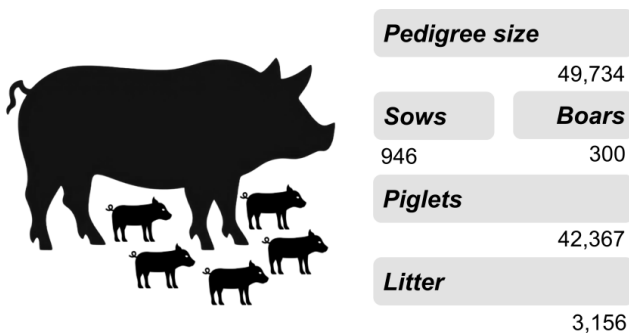 Pedigree size
49,734
Sows Boars
946 300
Piglets
42,367
Litter
3,156